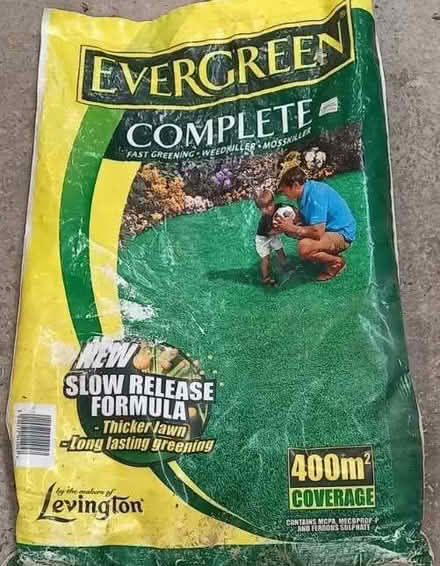 EVERGREEN
COMPLETE
FAST GREENING • WEEDKILLER • MOSSKILLER
NEW
SLOW RELEASE
FORMULA
- Thicker lawn
- Long lasting greening
400m²
COVERAGE
by the makers of
Levington
CONTAINS MCPA, MECOPROP-P
AND FERROUS SULPHATE